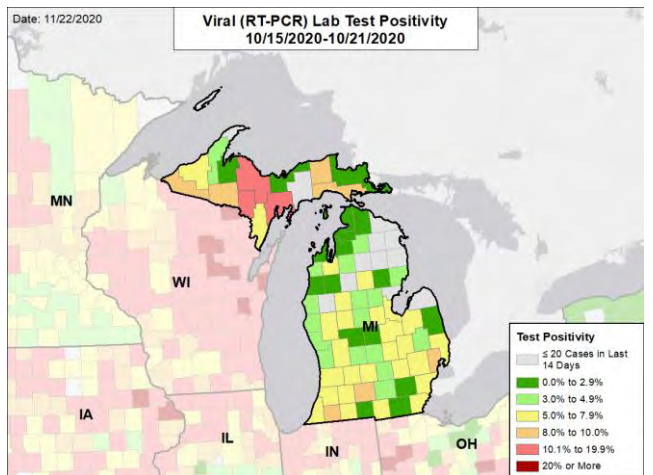 Date: 11/22/2020
Viral (RT-PCR) Lab Test Positivity
10/15/2020-10/21/2020
MN
WI
MI
IA
IL
IN
OH
Test Positivity
≤ 20 Cases in Last
14 Days
0.0% to 2.9%
3.0% to 4.9%
5.0% to 7.9%
8.0% to 10.0%
10.1% to 19.9%
20% or More